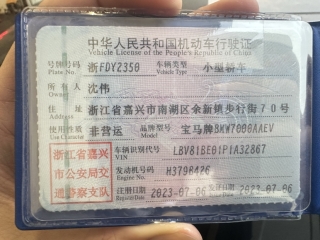 中华人民共和国机动车行驶证
Vehicle License of the People's Republic of China
号牌号码 浙FDY2350 车辆类型 小型轿车
Plate No. Vehicle Type
所有人 沈伟
Owner
住址 浙江省嘉兴市南湖区余新镇步行街70号
Address
使用性质 非营运 品牌型号 宝马牌BMW7008AAEV
Use Character Model
浙江省嘉兴市公安局交通警察支队
车辆识别代号 LBV81BE01P1A32867
VIN
发动机号码 H379B426
Engine No.
注册日期 2023-07-06 发证日期 2023-07-06
Register Date Issue Date